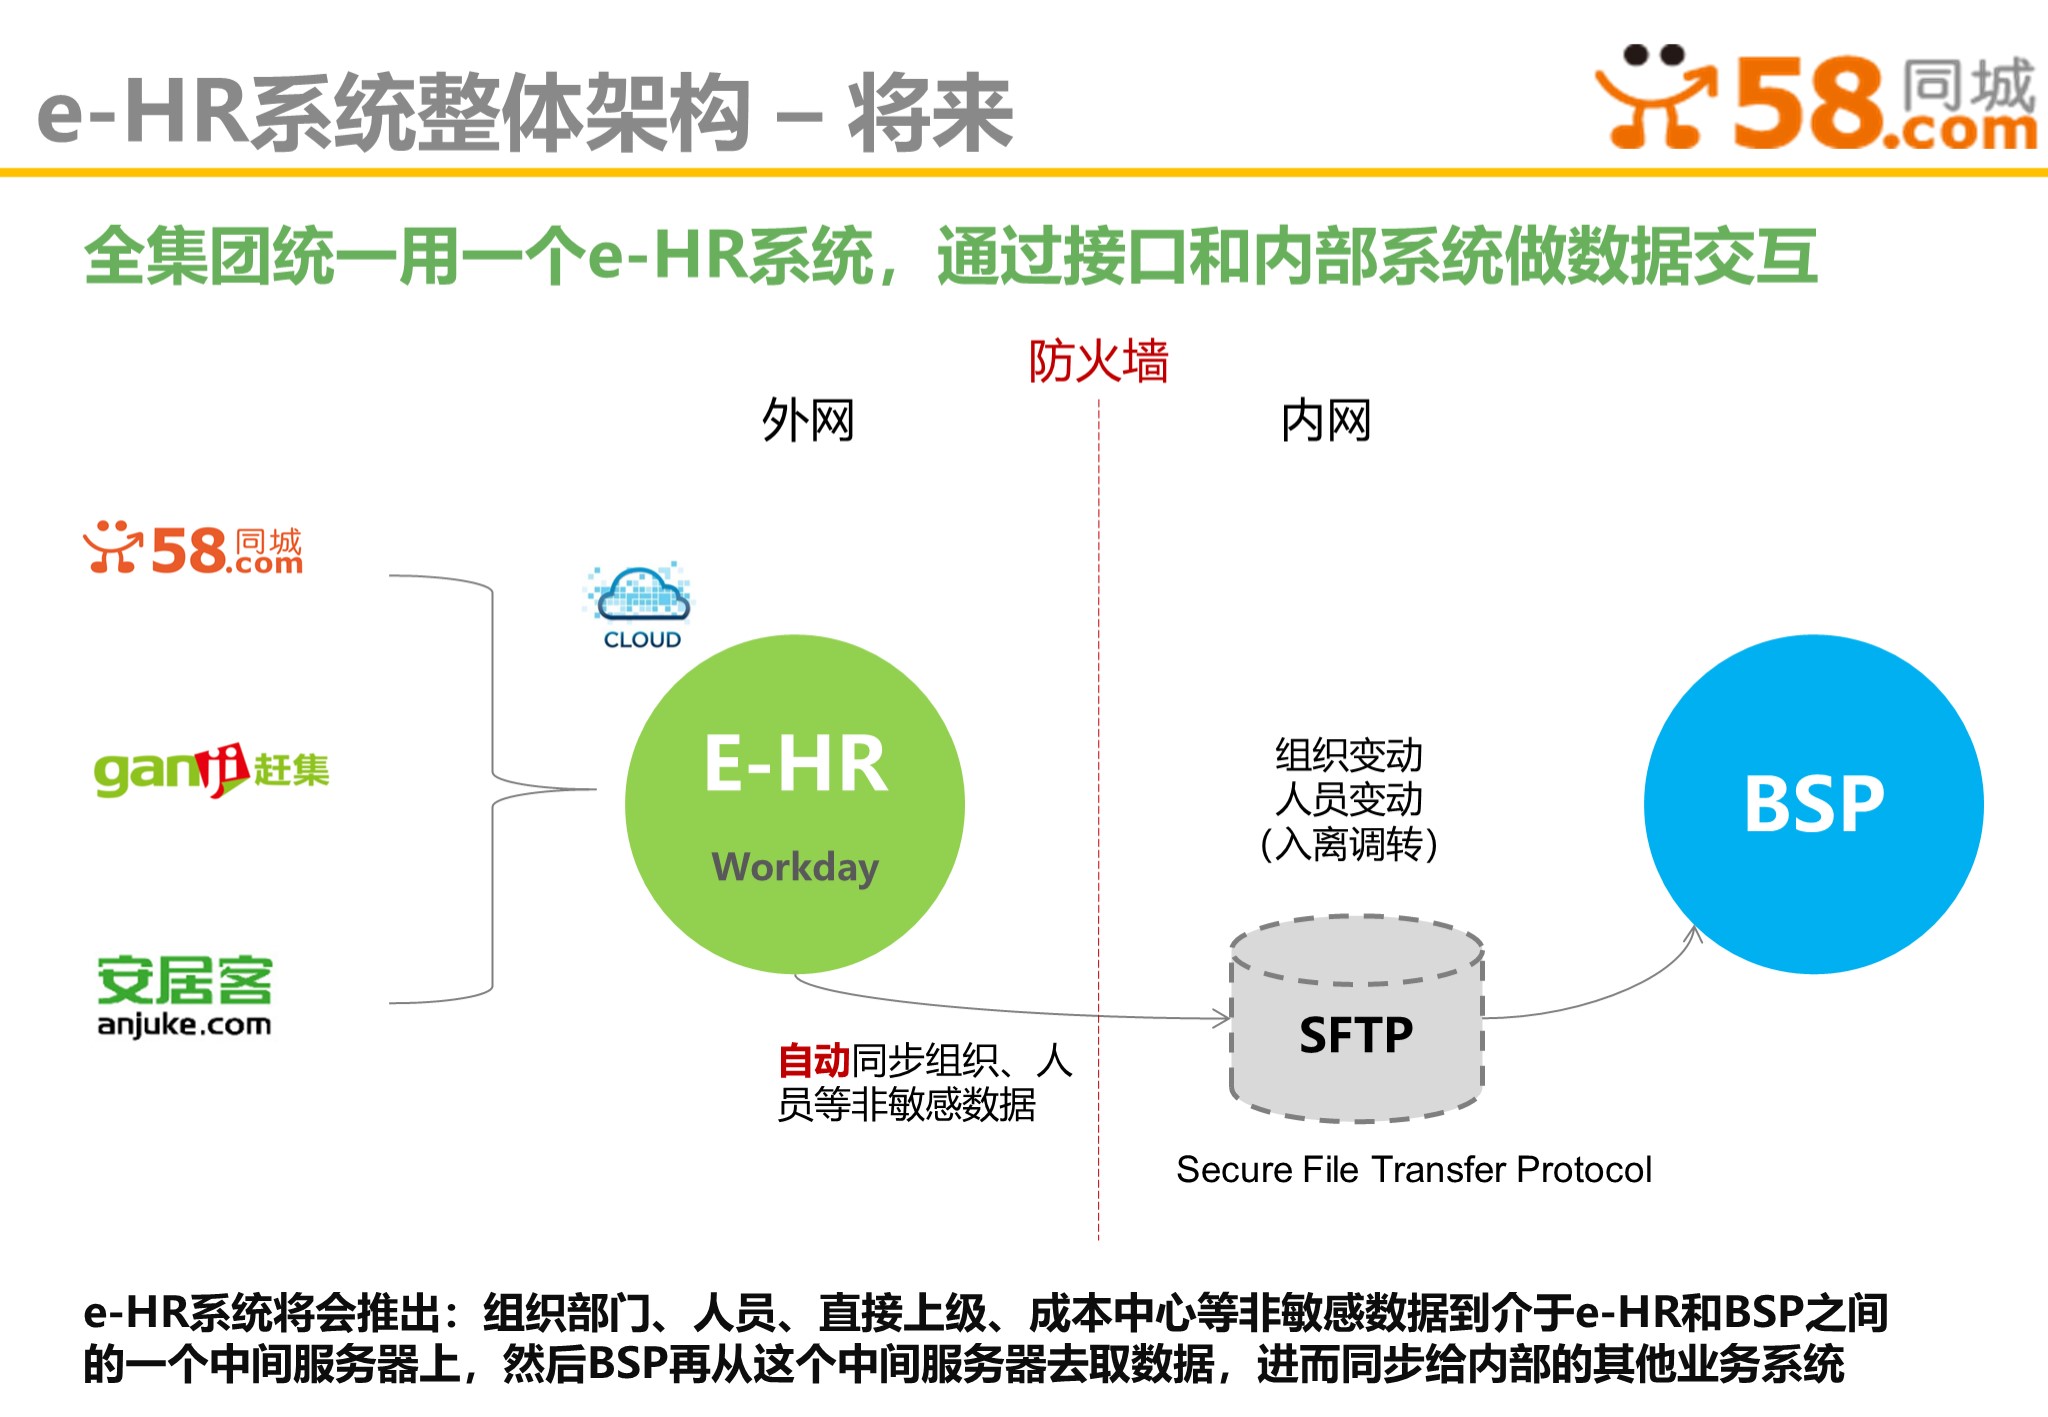 e-HR系统整体架构 – 将来
58同城.com
全集团统一用一个e-HR系统，通过接口和内部系统做数据交互
防火墙
外网
内网
58同城.com
CLOUD
ganji赶集
E-HR
Workday
组织变动
人员变动
（入离调转）
BSP
安居客
anjuke.com
SFTP
自动同步组织、人
员等非敏感数据
Secure File Transfer Protocol
e-HR系统将会推出：组织部门、人员、直接上级、成本中心等非敏感数据到介于e-HR和BSP之间
的一个中间服务器上，然后BSP再从这个中间服务器去取数据，进而同步给内部的其他业务系统